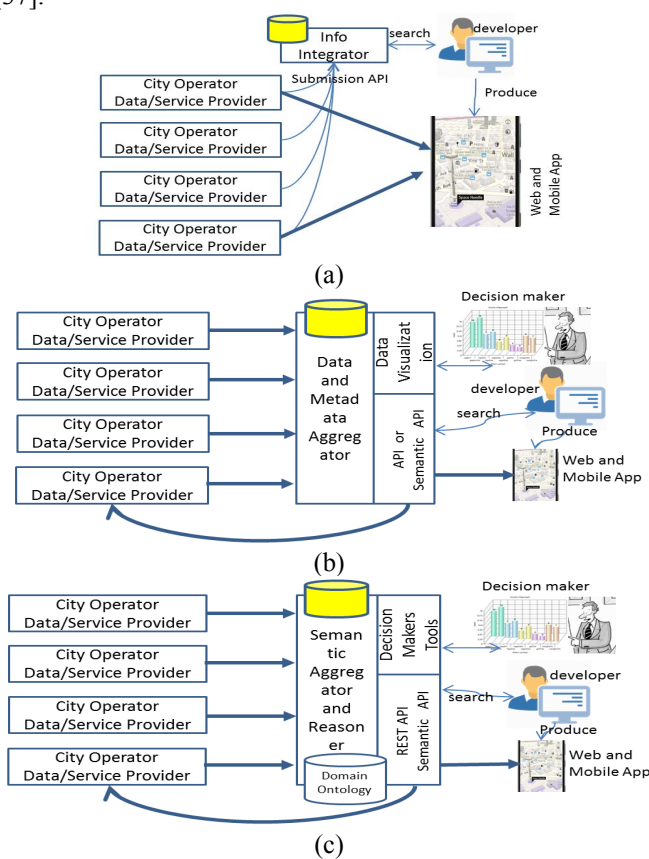 [37].
Info
Integrator
search
developer
Submission API
Produce
City Operator
Data/Service Provider
City Operator
Data/Service Provider
City Operator
Data/Service Provider
City Operator
Data/Service Provider
Space Needle
Web and
Mobile App
(a)
City Operator
Data/Service Provider
City Operator
Data/Service Provider
City Operator
Data/Service Provider
City Operator
Data/Service Provider
Data
and
Metad
ata
Aggreg
ator
Data
Visualizat
ion
API or
Semantic API
Decision maker
developer
search
Produce
Web and
Mobile App
(b)
City Operator
Data/Service Provider
City Operator
Data/Service Provider
City Operator
Data/Service Provider
City Operator
Data/Service Provider
Seman
tic
Aggreg
ator
and
Reason
er
Domain
Ontology
Decision
Makers
Tools
REST API
Semantic API
Decision maker
developer
search
Produce
Web and
Mobile App
(c)